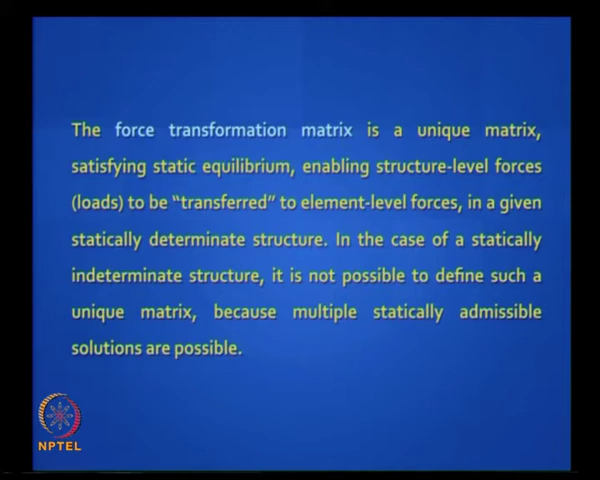 The force transformation matrix is a unique matrix,
satisfying static equilibrium, enabling structure-level forces
(loads) to be “transferred” to element-level forces, in a given
statically determinate structure. In the case of a statically
indeterminate structure, it is not possible to define such a
unique matrix, because multiple statically admissible
solutions are possible.
NPTEL